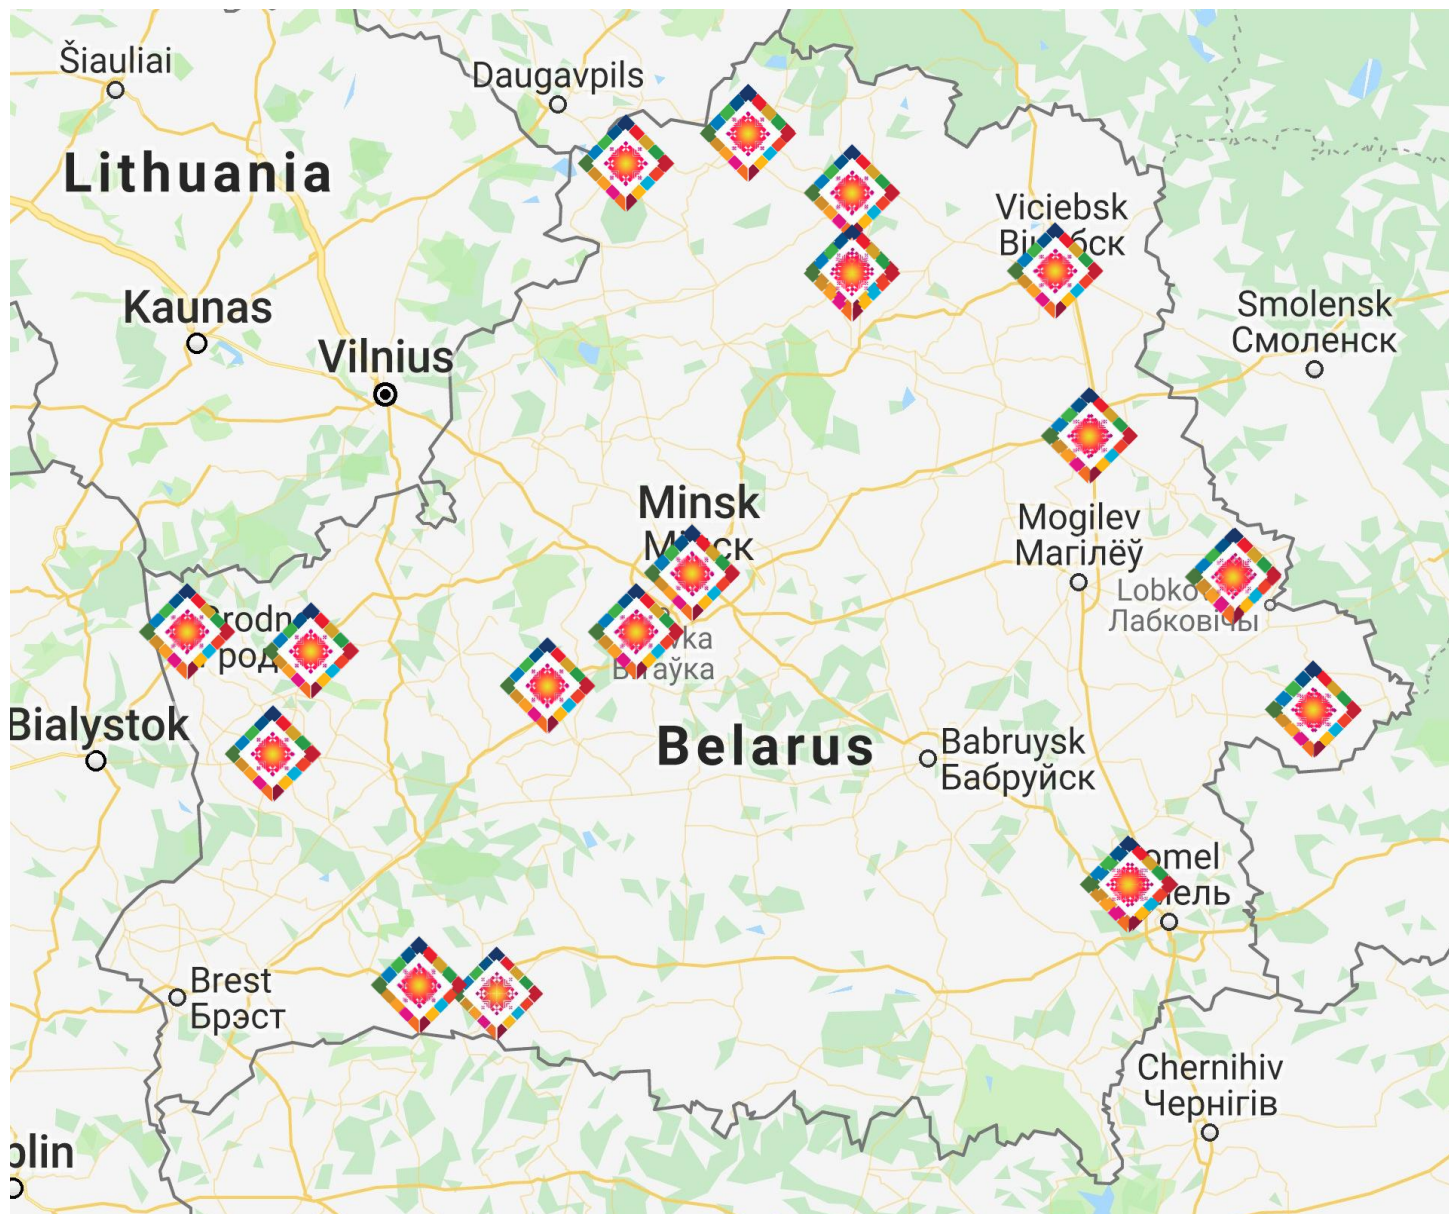 Šiauliai
Daugavpils
Lithuania
Viciebsk
Kaunas
Smolensk
Смоленск
Vilnius
Minsk
Mogilev
Магілёў
Лабковічы
Bialystok
Belarus
Babruysk
Бабруйск
Brest
Брэст
Chernihiv
Чернігів